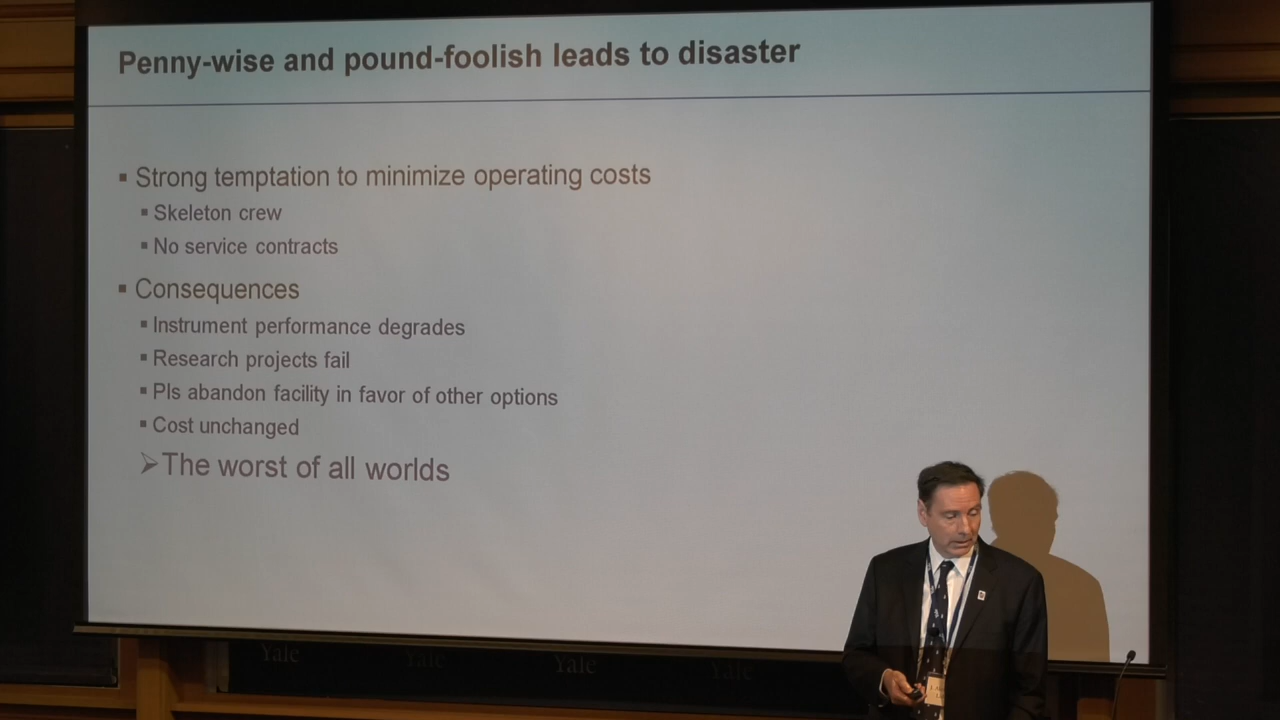 Penny-wise and pound-foolish leads to disaster
▪ Strong temptation to minimize operating costs
▪ Skeleton crew
▪ No service contracts
▪ Consequences
▪ Instrument performance degrades
▪ Research projects fail
▪ PIs abandon facility in favor of other options
▪ Cost unchanged
➢The worst of all worlds
Yale Yale Yale Yale